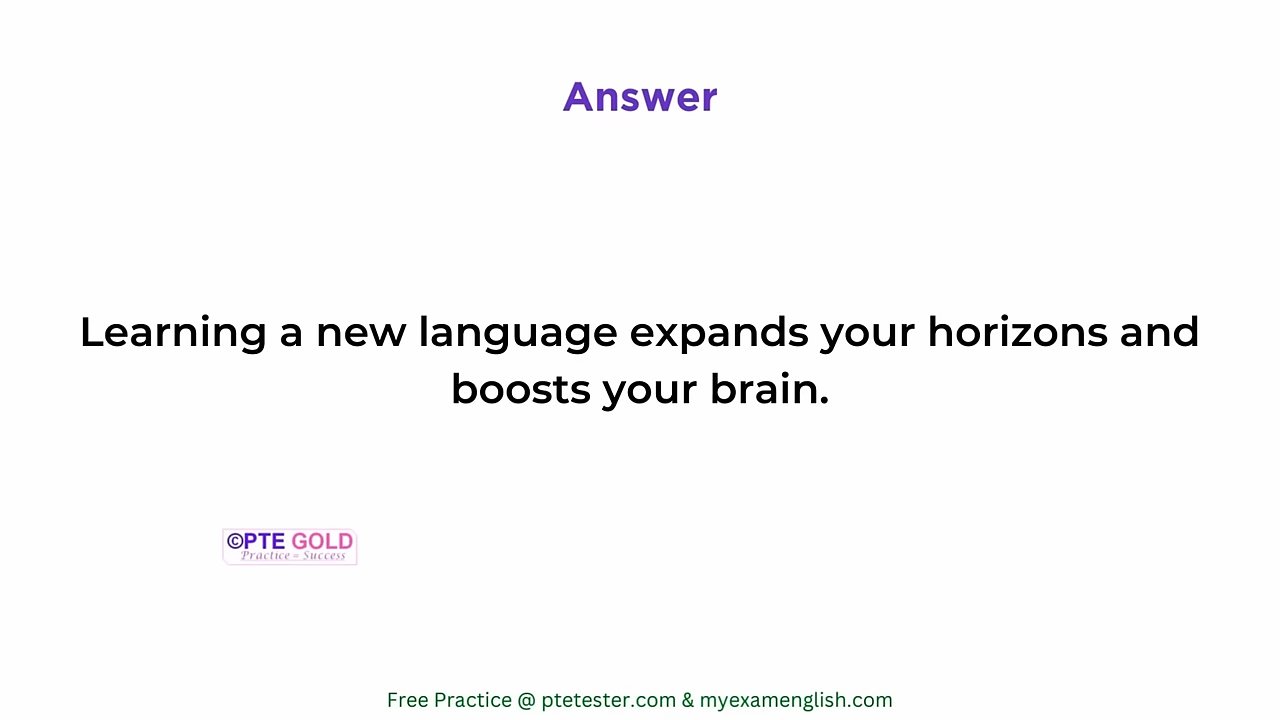 Answer
Learning a new language expands your horizons and
boosts your brain.
©PTE GOLD
Practice = Success
Free Practice @ ptetester.com & myexamenglish.com